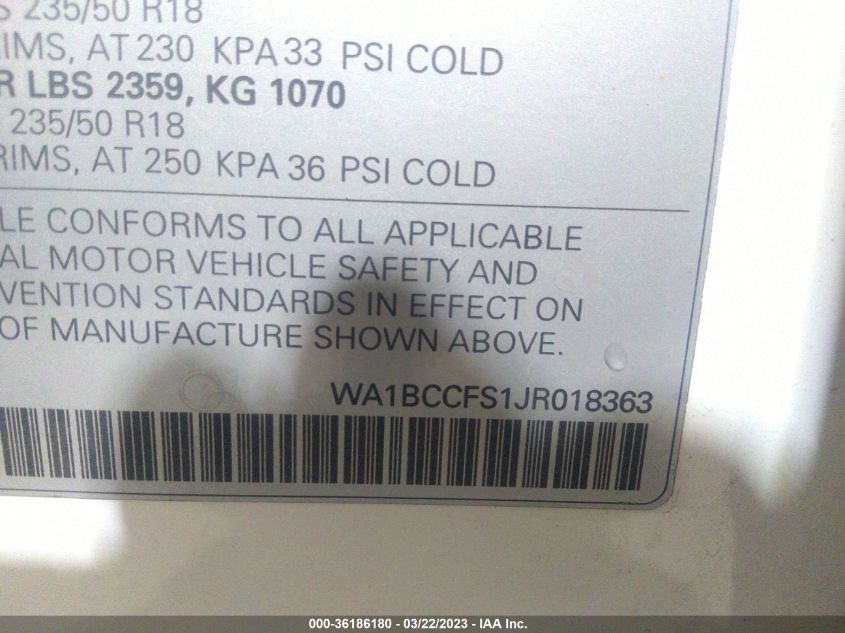 235/50 R18
RIMS, AT 230 KPA 33 PSI COLD
R LBS 2359, KG 1070
235/50 R18
RIMS, AT 250 KPA 36 PSI COLD
LE CONFORMS TO ALL APPLICABLE
AL MOTOR VEHICLE SAFETY AND
VENTION STANDARDS IN EFFECT ON
OF MANUFACTURE SHOWN ABOVE.
WA1BCCFS1JR018363
000-36186180 - 03/22/2023 - IAA Inc.